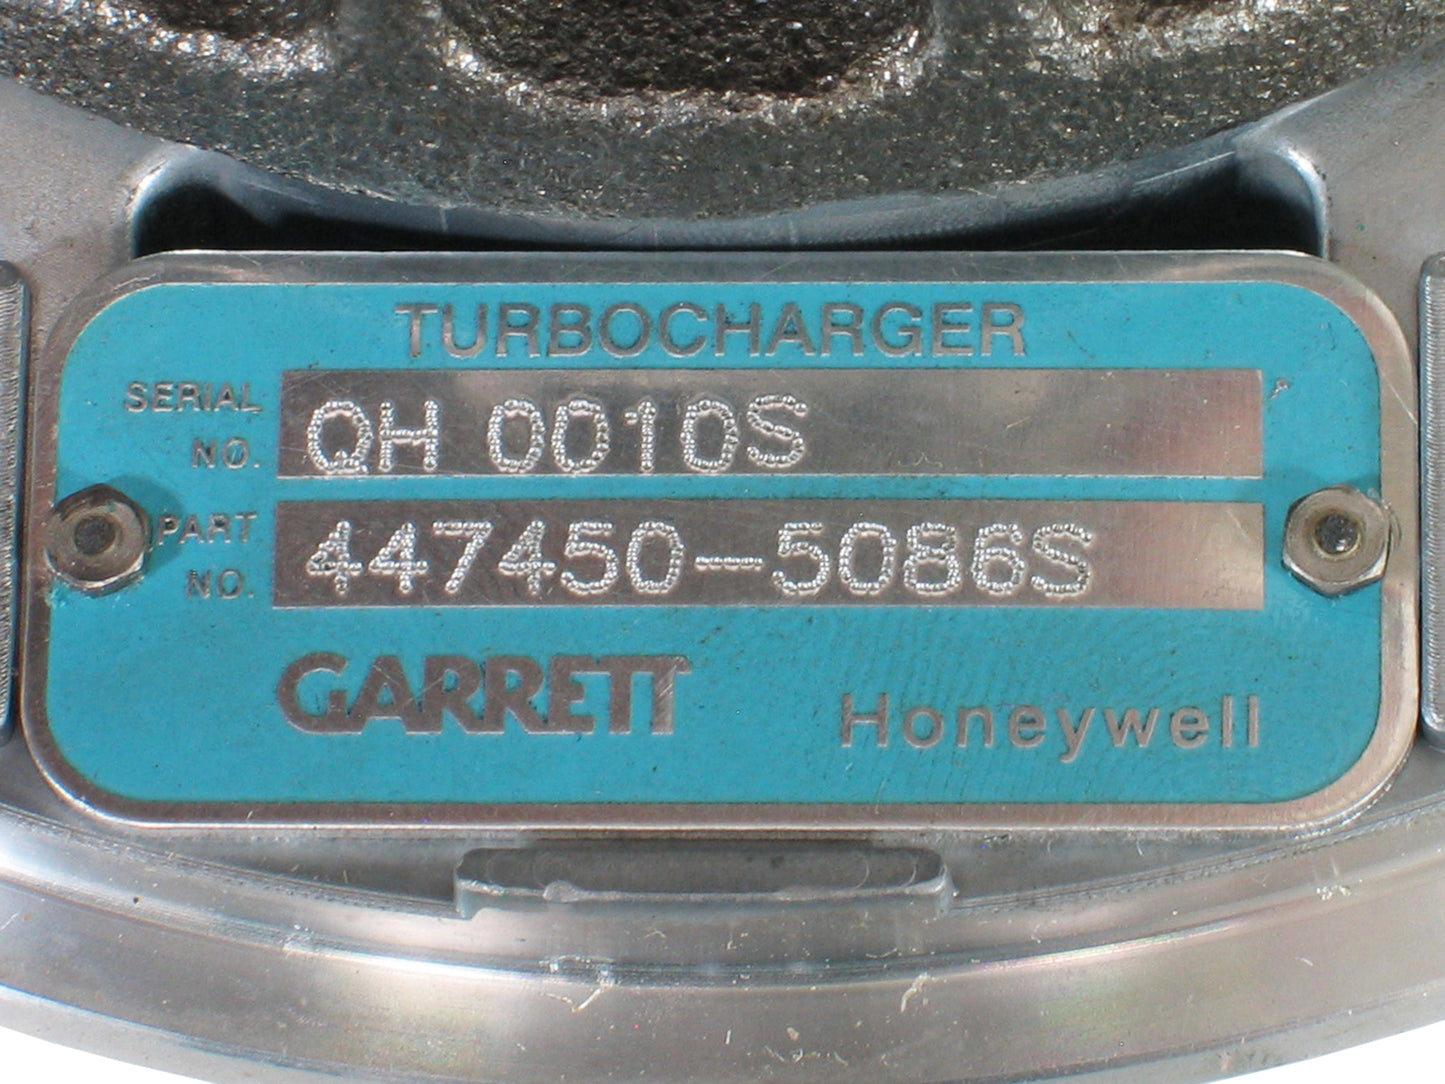 TURBOCHARGER
SERIAL NO. QH 0010S
PART NO. 447450-5086S
GARRETT Honeywell